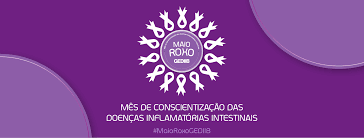 MAIO
ROXO
GEDIIB
MÊS DE CONSCIENTIZAÇÃO DAS
DOENÇAS INFLAMATÓRIAS INTESTINAIS
#MaioRoxoGEDIIB